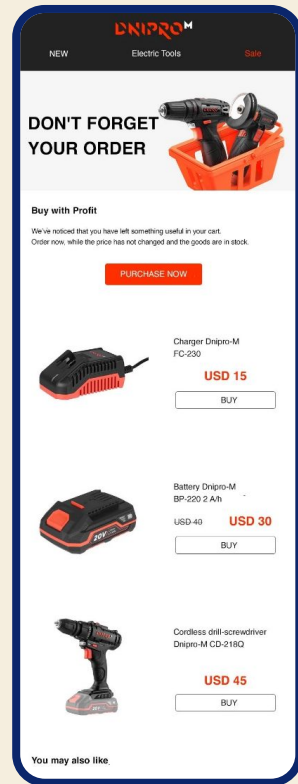 DNIPRO M
NEW Electric Tools Sale
DON'T FORGET
YOUR ORDER
Buy with Profit
We've noticed that you have left something useful in your cart.
Order now, while the price has not changed and the goods are in stock.
PURCHASE NOW
Charger Dnipro-M
FC-230
USD 15
BUY
Battery Dnipro-M
BP-220 2 A/h
USD 40 USD 30
BUY
20V
Cordless drill-screwdriver
Dnipro-M CD-218Q
USD 45
BUY
You may also like